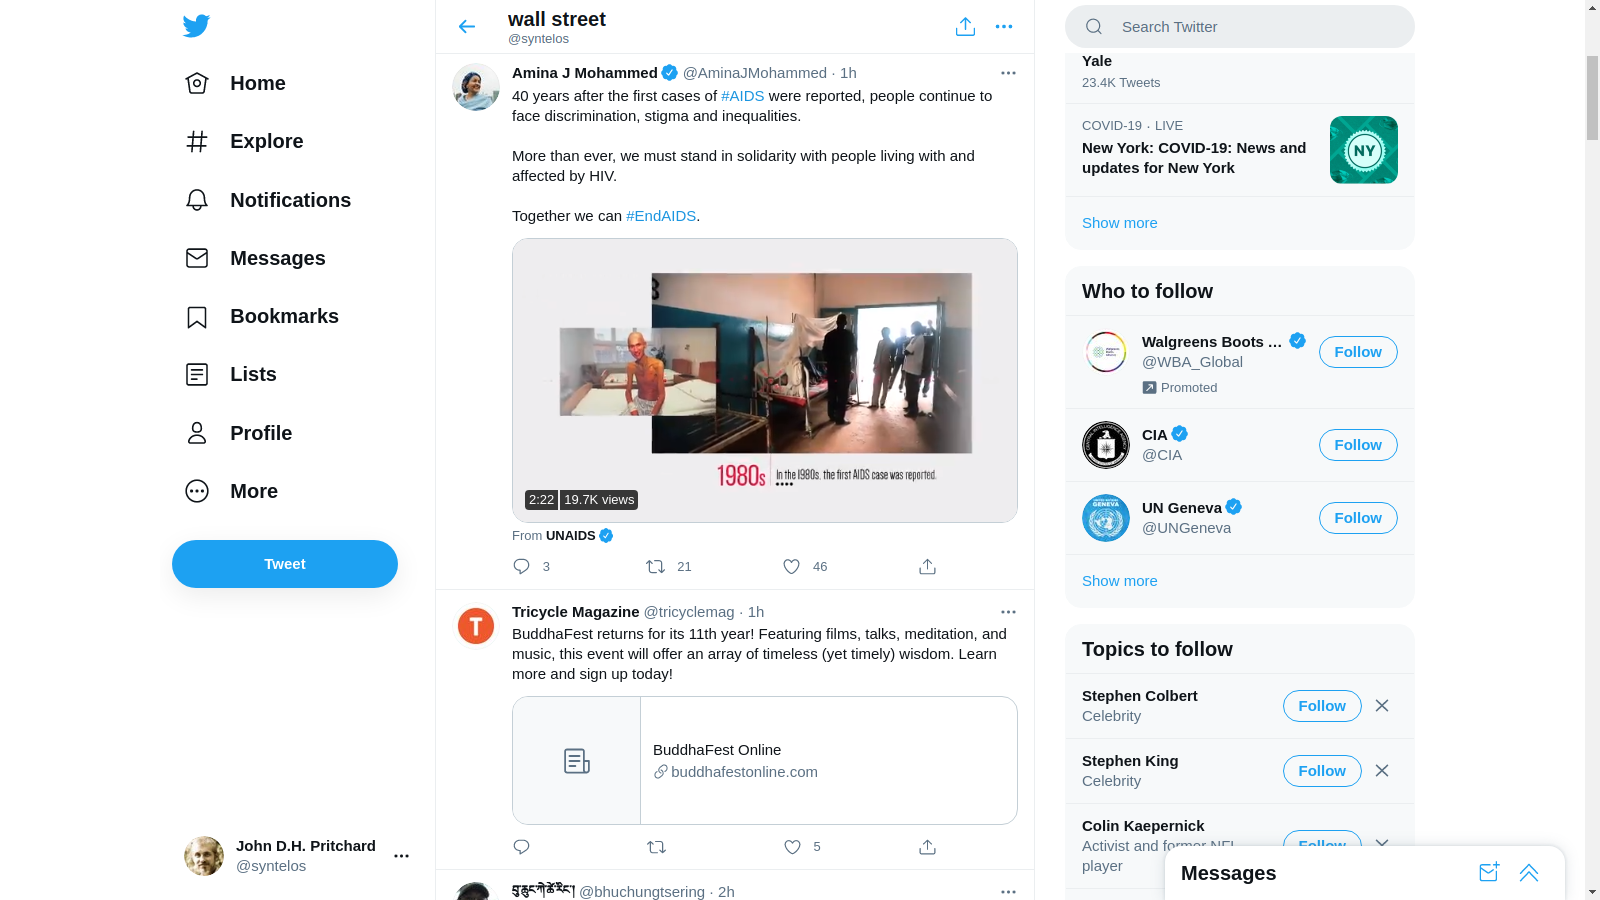 Home
Explore
Notifications
Messages
Bookmarks
Lists
Profile
More
Tweet
John D.H. Pritchard
@syntelos
wall street
@syntelos
Amina J Mohammed @AminaJMohammed · 1h
40 years after the first cases of #AIDS were reported, people continue to
face discrimination, stigma and inequalities.
More than ever, we must stand in solidarity with people living with and
affected by HIV.
Together we can #EndAIDS.
1980s In the 1980s, the first AIDS case was reported.
2:22 19.7K views
From UNAIDS
3 21 46
Tricycle Magazine @tricyclemag · 1h
BuddhaFest returns for its 11th year! Featuring films, talks, meditation, and
music, this event will offer an array of timeless (yet timely) wisdom. Learn
more and sign up today!
T
BuddhaFest Online
buddhafestonline.com
5
@bhuchungtsering · 2h
Search Twitter
Yale
23.4K Tweets
COVID-19 · LIVE
New York: COVID-19: News and
updates for New York
NY
Show more
Who to follow
Walgreens Boots ...
@WBA_Global
Promoted
Follow
CIA
@CIA
Follow
UN Geneva
@UNGeneva
Follow
GENEVA
Show more
Topics to follow
Stephen Colbert
Celebrity
Follow
Stephen King
Celebrity
Follow
Colin Kaepernick
Activist and former NFL
player
Follow
Messages